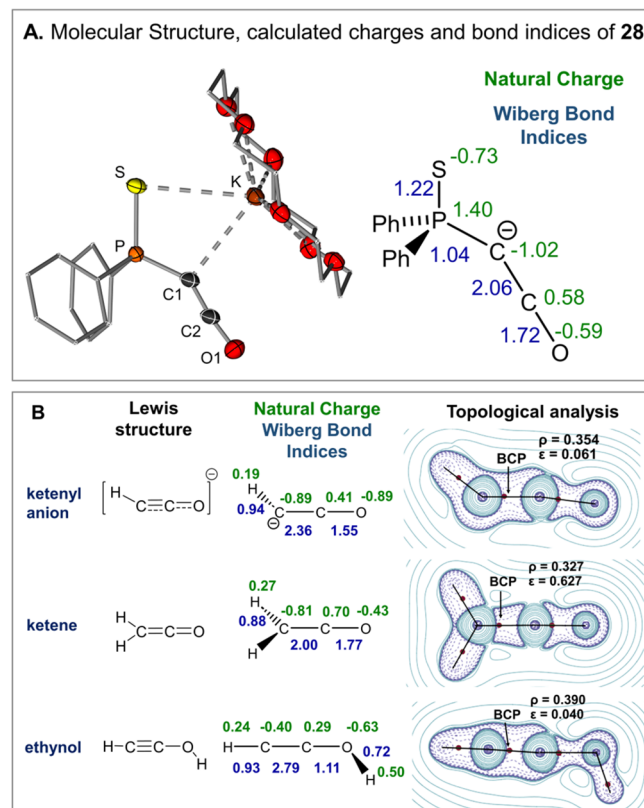 A. Molecular Structure, calculated charges and bond indices of 28
Natural Charge
Wiberg Bond
Indices
S
K
P
C1
C2
O1
S -0.73
1.22
Ph P 1.40
Ph 1.04 C -1.02
2.06 C 0.58
1.72 -0.59
O
B
Lewis
structure
Natural Charge
Wiberg Bond
Indices
Topological analysis
ketenyl
anion
H C C O
0.19
H -0.89 0.41 -0.89
0.94 C C O
2.36 1.55
BCP
ρ = 0.354
ε = 0.061
ketene
H C C O
H
0.27
H -0.81 0.70 -0.43
0.88 C C O
H 2.00 1.77
BCP
ρ = 0.327
ε = 0.627
ethynol
H C C O
H
0.24 -0.40 0.29 -0.63
H C C O 0.72
0.93 2.79 1.11
H 0.50
BCP
ρ = 0.390
ε = 0.040